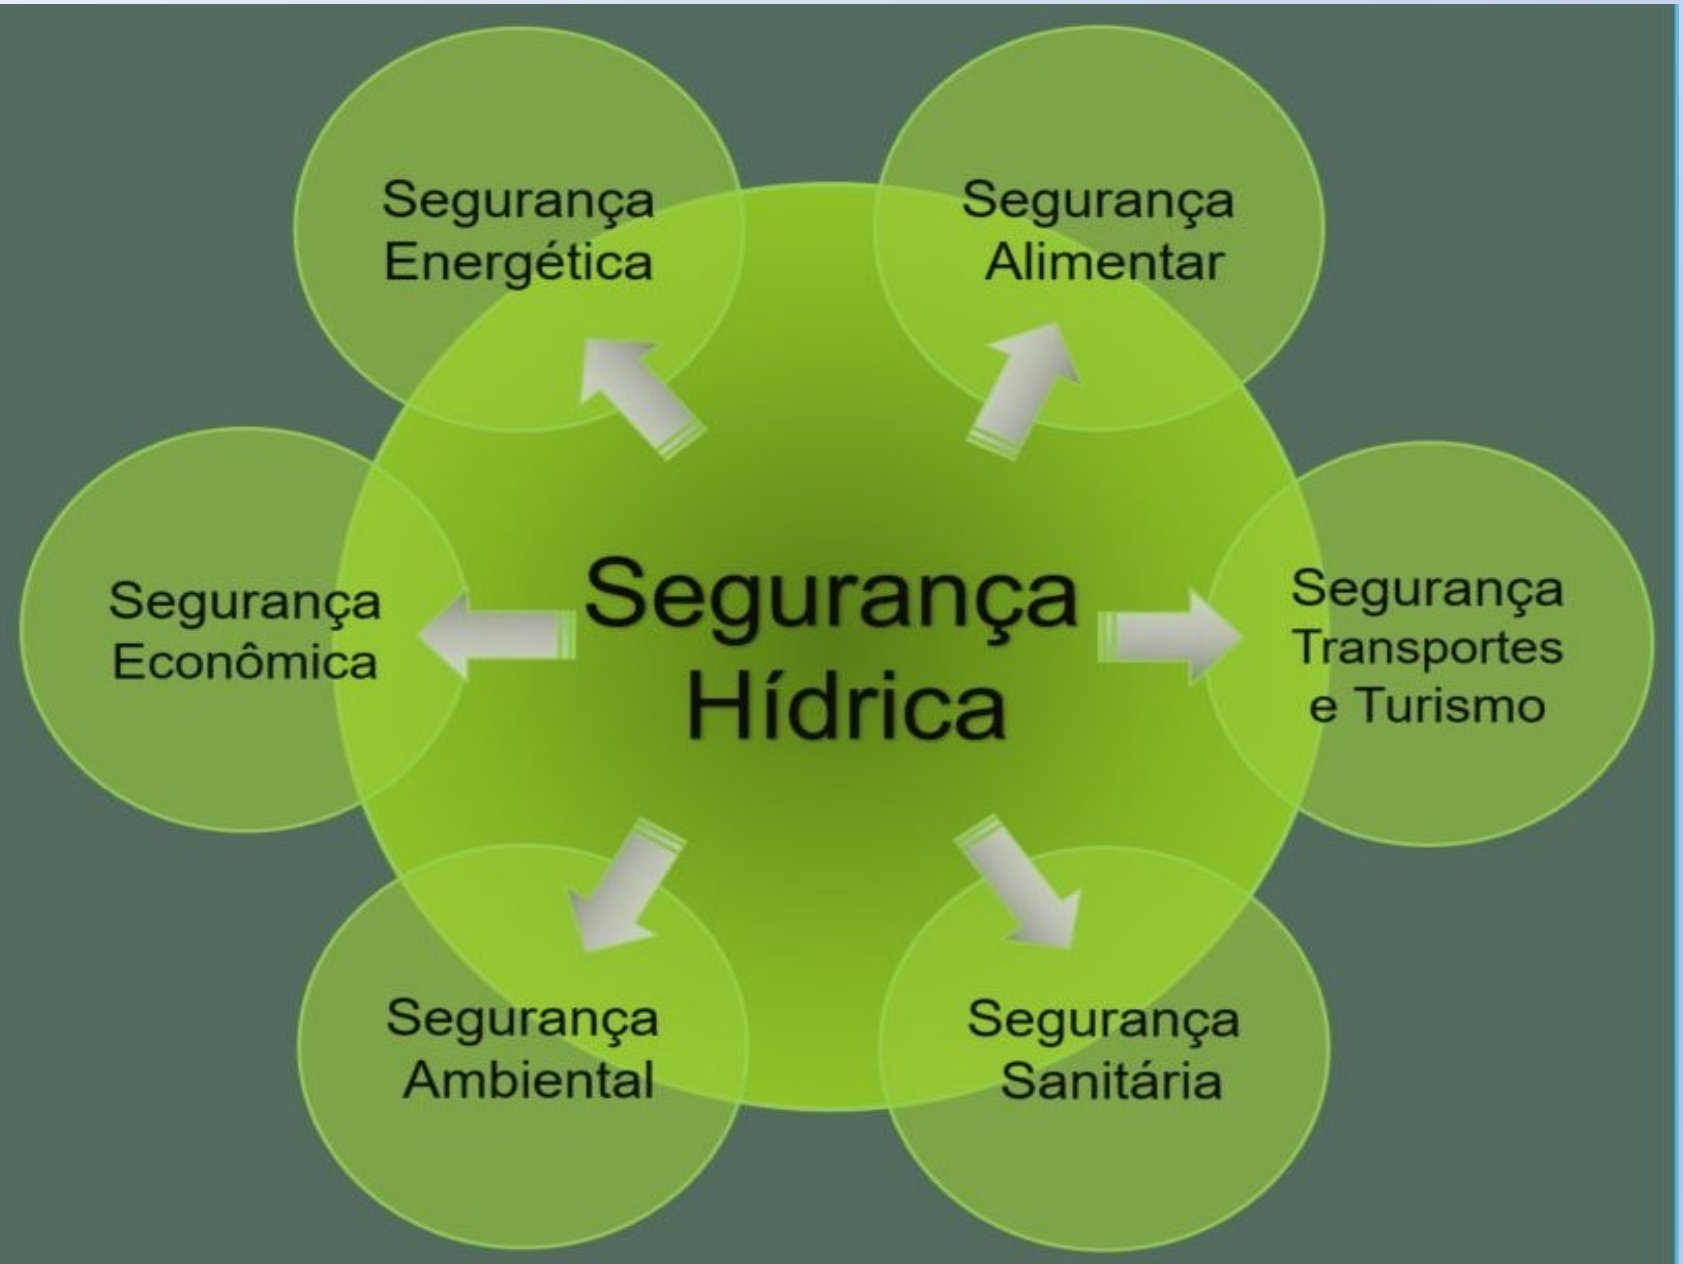 Segurança
Energética
Segurança
Alimentar
Segurança
Econômica
Segurança
Hídrica
Segurança
Transportes
e Turismo
Segurança
Ambiental
Segurança
Sanitária